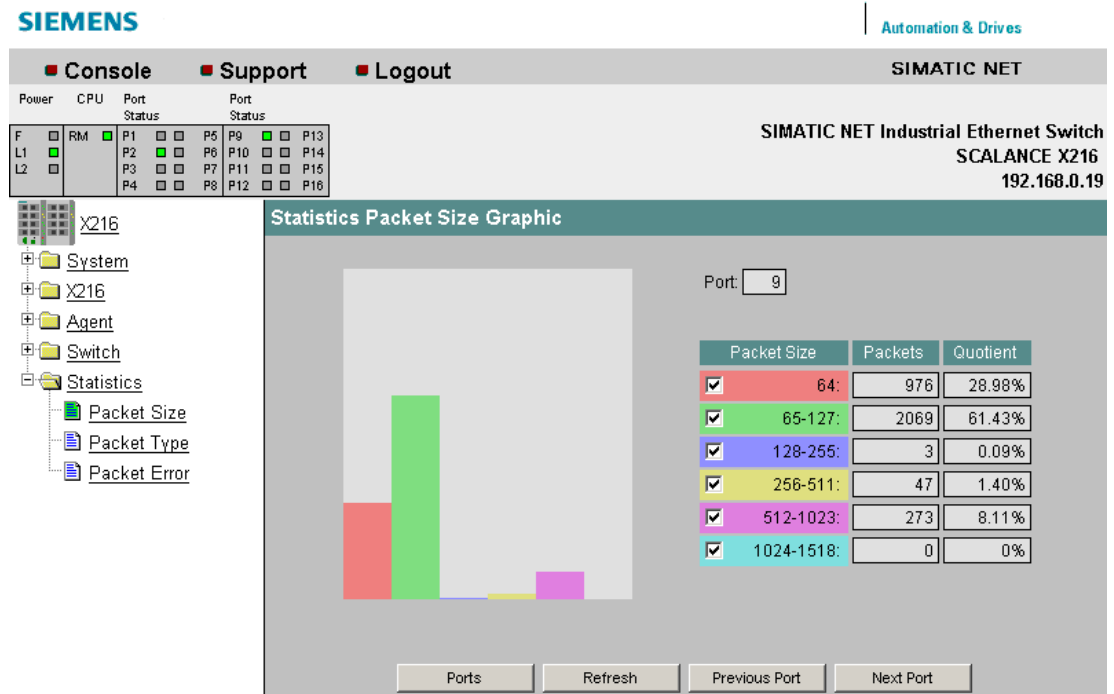 SIEMENS
Automation & Drives
Console Support Logout SIMATIC NET
Power CPU Port Status Port Status
F RM P1 P5 P9 P13
L1 P2 P6 P10 P14
L2 P3 P7 P11 P15
P4 P8 P12 P16
SIMATIC NET Industrial Ethernet Switch
SCALANCE X216
192.168.0.19
X216
System
X216
Agent
Switch
Statistics
Packet Size
Packet Type
Packet Error
Statistics Packet Size Graphic
Port: 9
Packet Size Packets Quotient
64: 976 28.98%
65-127: 2069 61.43%
128-255: 3 0.09%
256-511: 47 1.40%
512-1023: 273 8.11%
1024-1518: 0 0%
Ports Refresh Previous Port Next Port